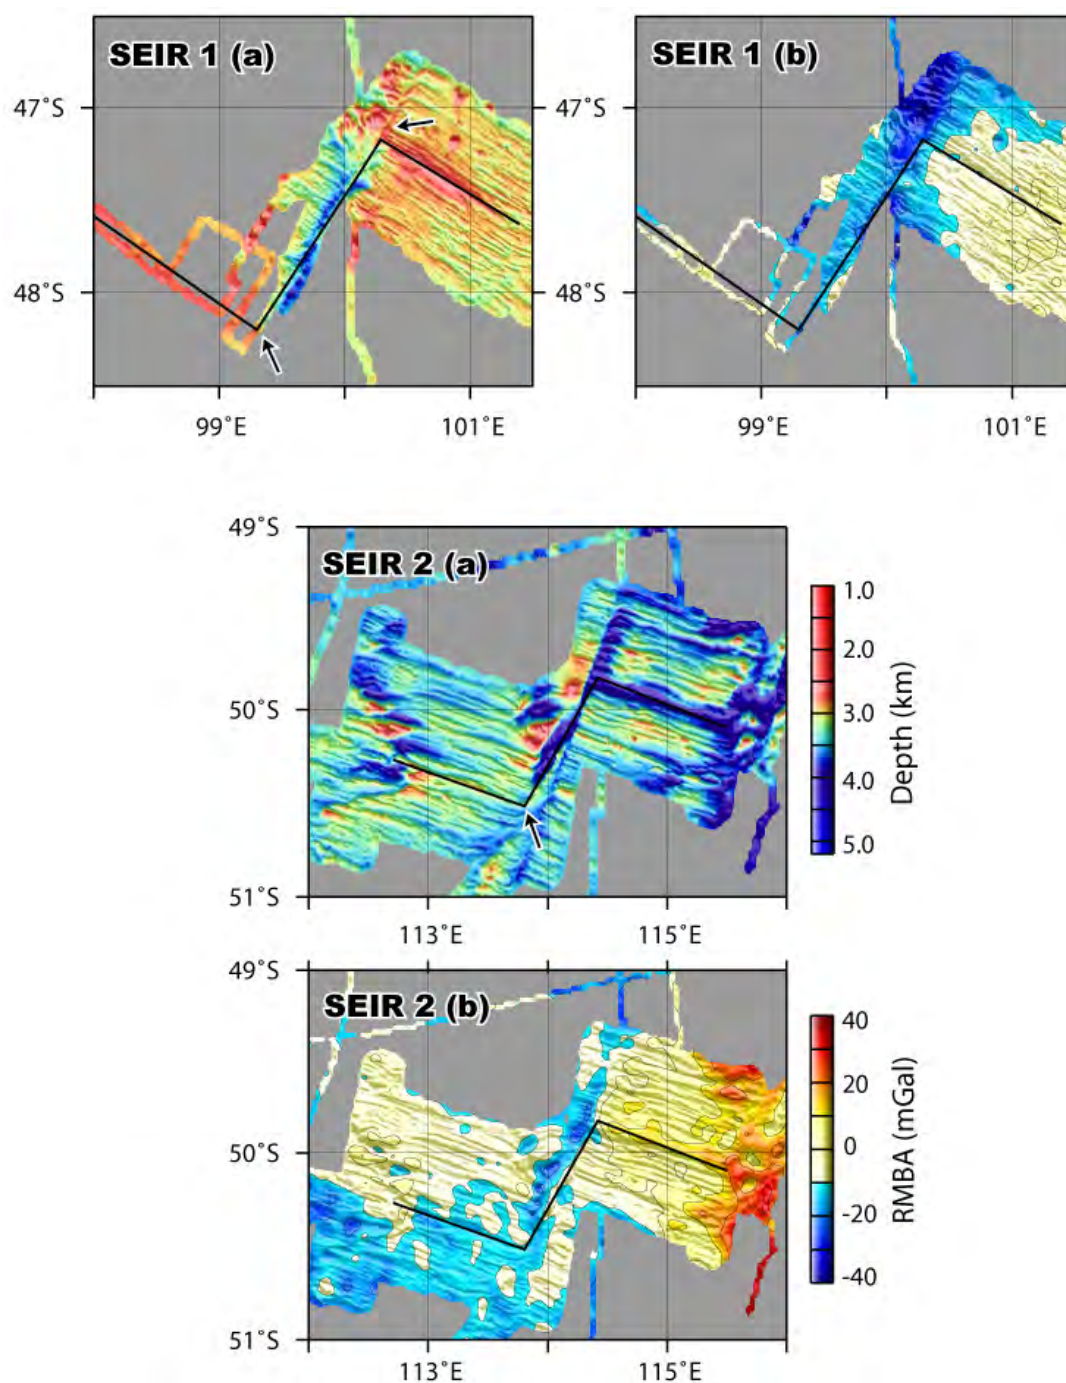 SEIR 1 (a)
SEIR 1 (b)
47°S
47°S
48°S
48°S
99°E
101°E
99°E
101°E
49°S
SEIR 2 (a)
50°S
51°S
113°E
115°E
1.0
2.0
3.0
4.0
5.0
Depth (km)
49°S
SEIR 2 (b)
50°S
51°S
113°E
115°E
40
20
0
-20
-40
RMBA (mGal)